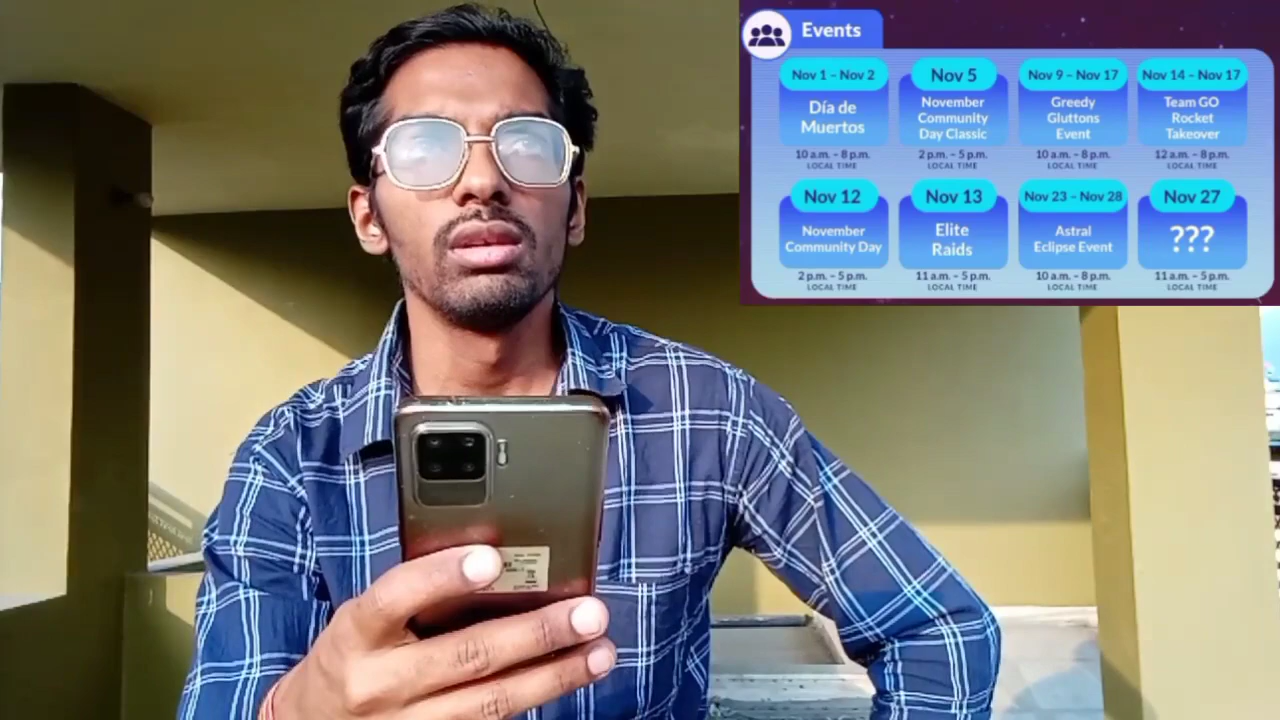 Events
Nov 1 – Nov 2
Día de
Muertos
10 a.m. – 8 p.m.
LOCAL TIME
Nov 5
November
Community
Day Classic
2 p.m. – 5 p.m.
LOCAL TIME
Nov 9 – Nov 17
Greedy
Gluttons
Event
10 a.m. – 8 p.m.
LOCAL TIME
Nov 14 – Nov 17
Team GO
Rocket
Takeover
12 a.m. – 8 p.m.
LOCAL TIME
Nov 12
November
Community Day
2 p.m. – 5 p.m.
LOCAL TIME
Nov 13
Elite
Raids
11 a.m. – 5 p.m.
LOCAL TIME
Nov 23 – Nov 28
Astral
Eclipse Event
10 a.m. – 8 p.m.
LOCAL TIME
Nov 27
???
11 a.m. – 5 p.m.
LOCAL TIME